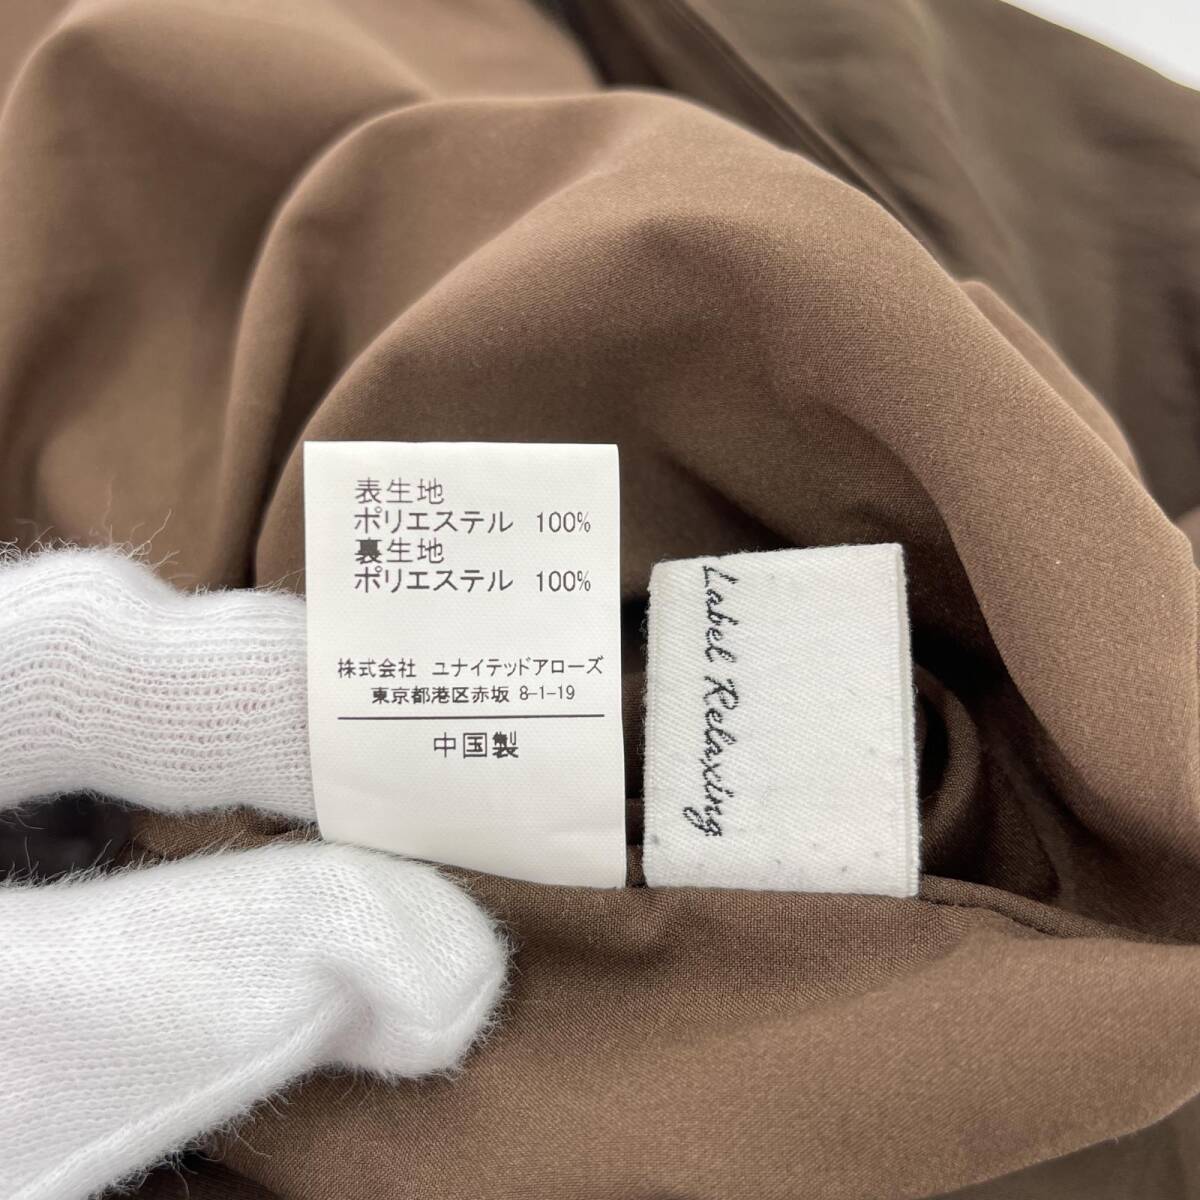 表生地
ポリエステル 100%
裏生地
ポリエステル 100%
株式会社 ユナイテッドアローズ
東京都港区赤坂 8-1-19
中国製
Label Relaxing